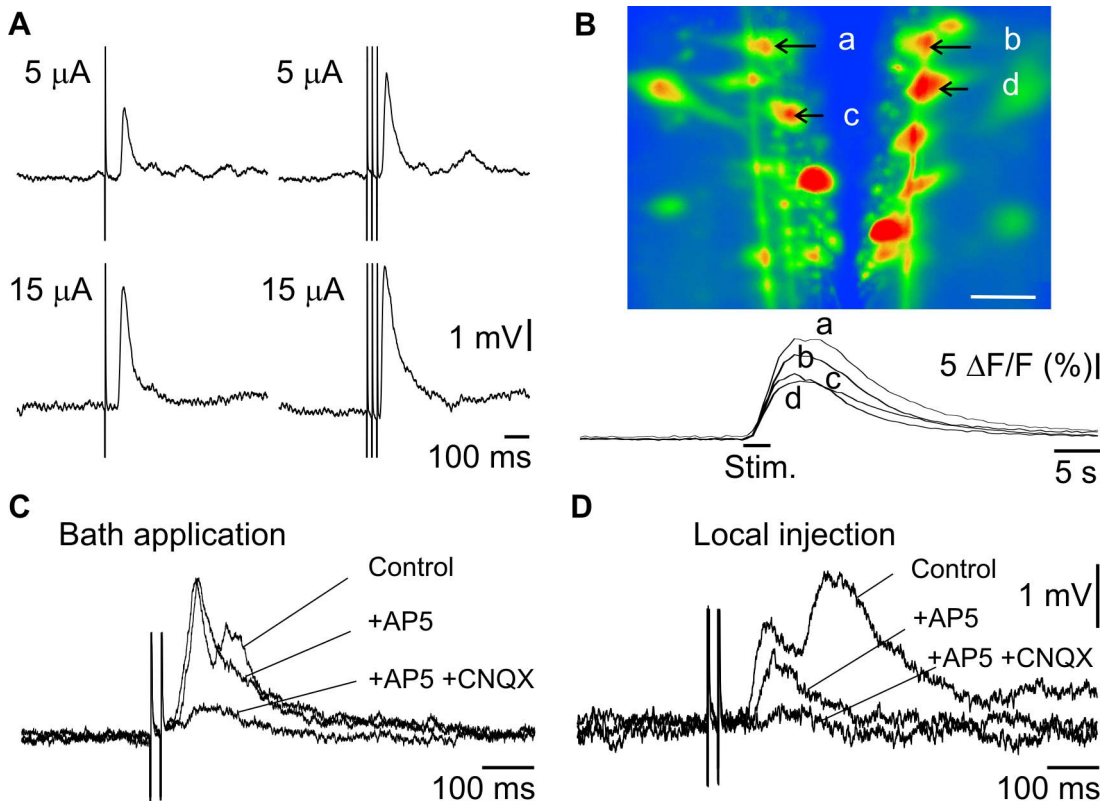 A
5 μA
5 μA
15 μA
15 μA
1 mV
100 ms
B
a
b
c
d
a
b
c
d
5 ΔF/F (%)
Stim.
5 s
C
Bath application
Control
+AP5
+AP5 +CNQX
100 ms
D
Local injection
Control
+AP5
+AP5 +CNQX
1 mV
100 ms